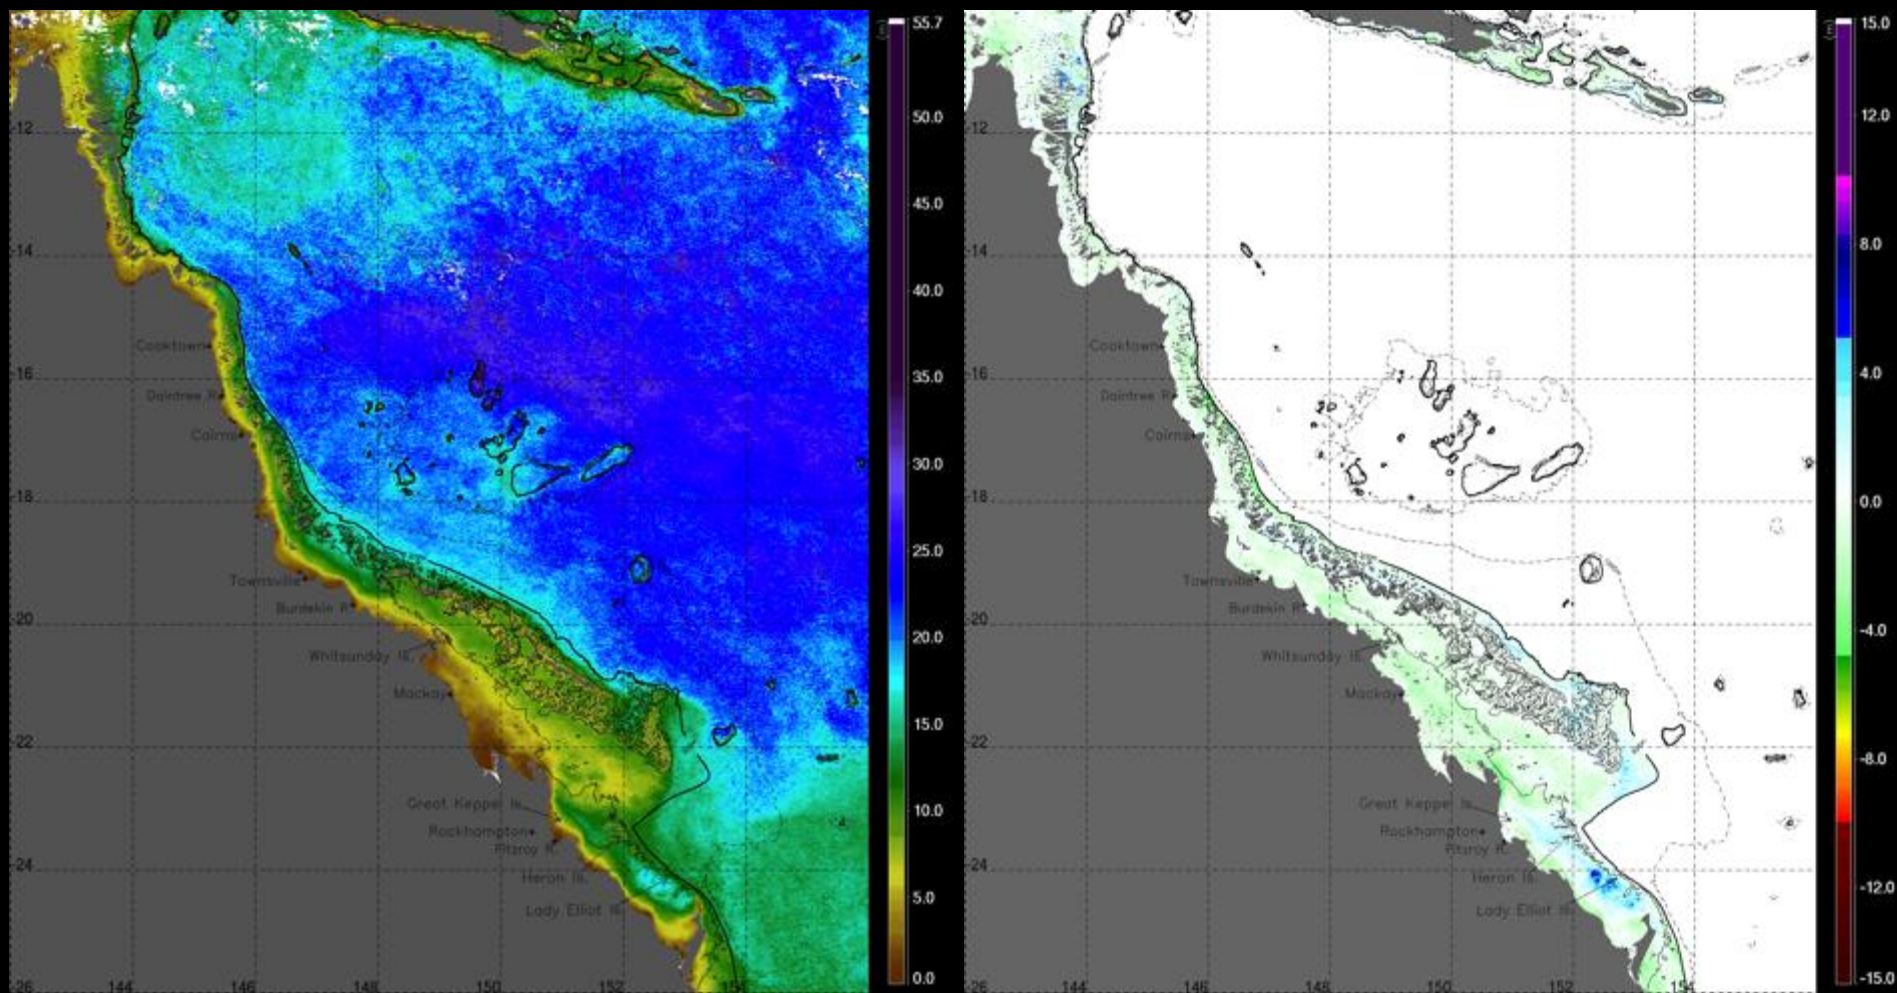 55.7
(m)
50.0
45.0
40.0
35.0
30.0
25.0
20.0
15.0
10.0
5.0
0.0
-12
-14
-16
-18
-20
-22
-24
-26
144
146
148
150
152
154
Cooktown
Daintree R
Cairns
Townsville
Burdekin R
Whitsunday Is.
Mackay
Great Keppel Is.
Rockhampton
Fitzroy R.
Heron Is.
Lady Elliot Is.
15.0
(m)
12.0
8.0
4.0
0.0
-4.0
-8.0
-12.0
-15.0
-12
-14
-16
-18
-20
-22
-24
-26
144
146
148
150
152
154
Cooktown
Daintree R
Cairns
Townsville
Burdekin R
Whitsunday Is.
Mackay
Great Keppel Is.
Rockhampton
Fitzroy R.
Heron Is.
Lady Elliot Is.